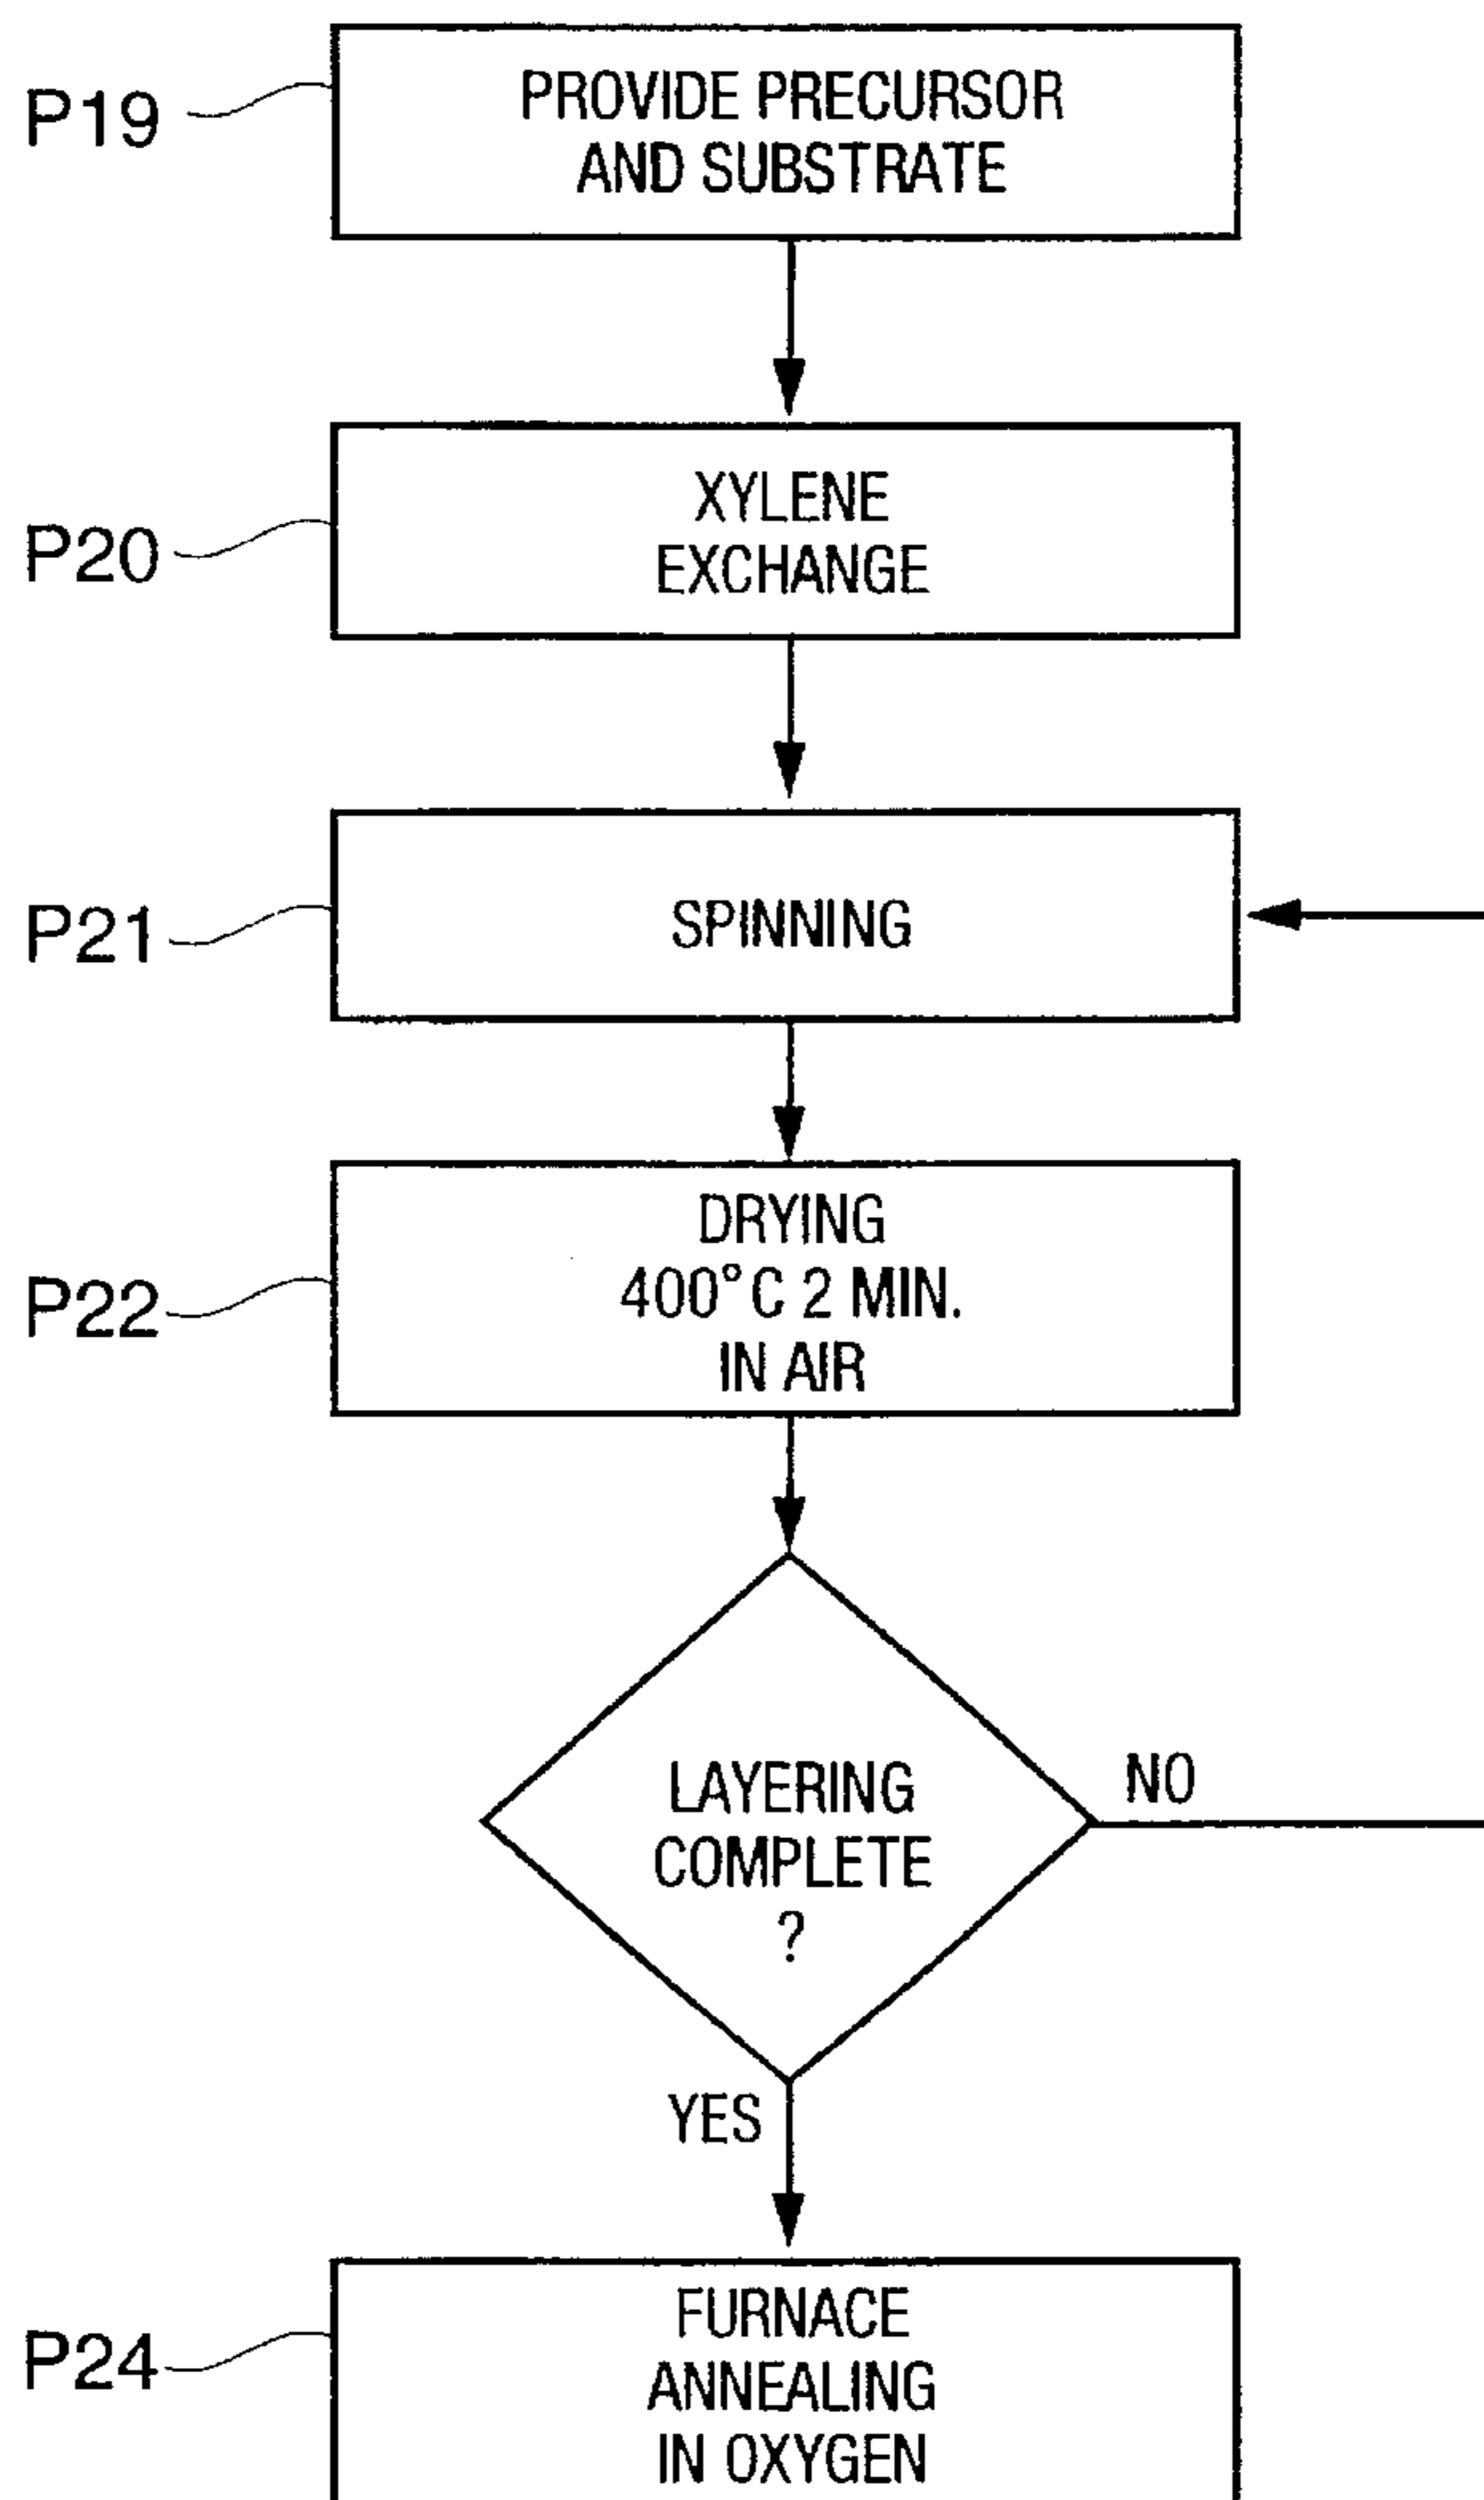 P19
PROVIDE PRECURSOR
AND SUBSTRATE
P20
XYLENE
EXCHANGE
P21
SPINNING
P22
DRYING
400°C 2 MIN.
IN AIR
LAYERING
COMPLETE
?
NO
YES
P24
FURNACE
ANNEALING
IN OXYGEN